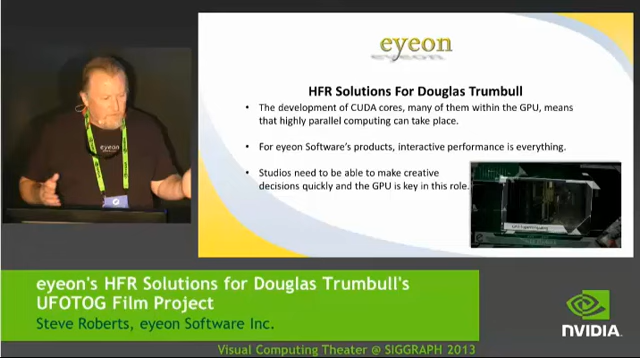 eyeon
HFR Solutions For Douglas Trumbull
• The development of CUDA cores, many of them within the GPU, means
that highly parallel computing can take place.
• For eyeon Software's products, interactive performance is everything.
• Studios need to be able to make creative
decisions quickly and the GPU is key in this role.
eyeon
eyeon's HFR Solutions for Douglas Trumbull's
UFOTOG Film Project
Steve Roberts, eyeon Software Inc.
NVIDIA
Visual Computing Theater @ SIGGRAPH 2013